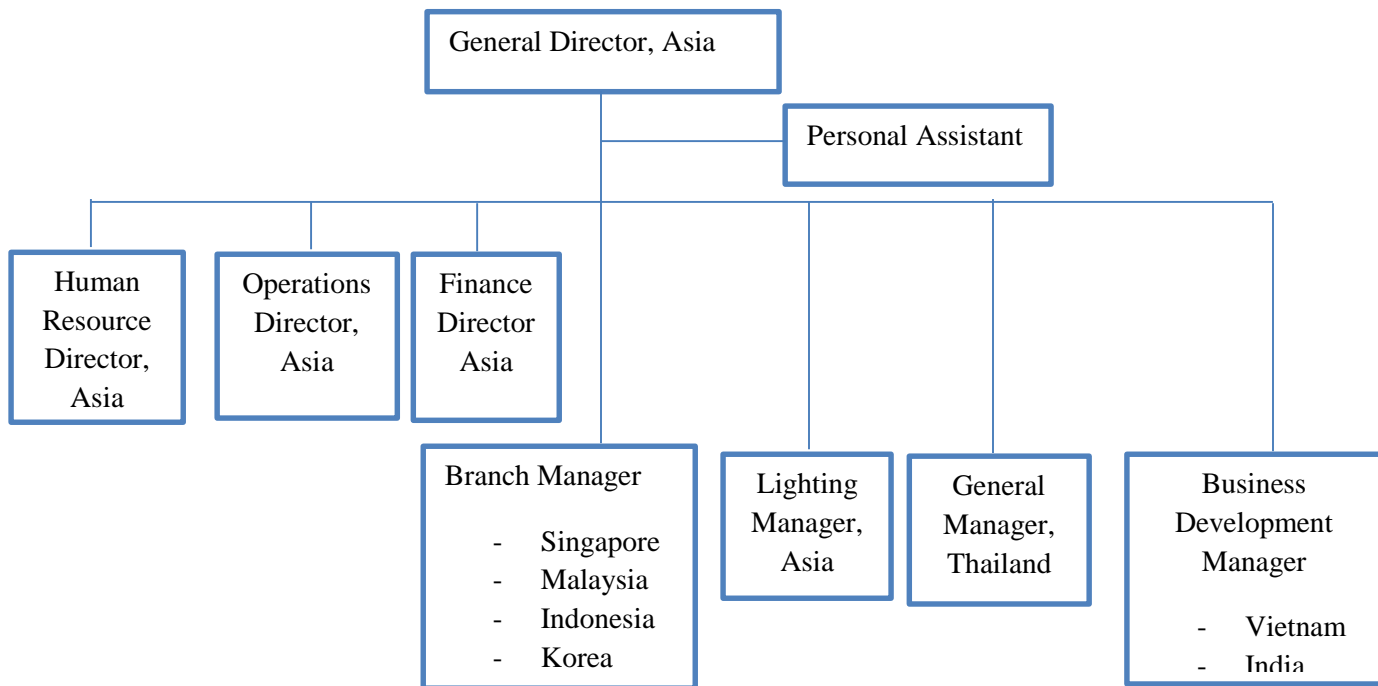 General Director, Asia
Personal Assistant
Human
Resource
Director,
Asia
Operations
Director,
Asia
Finance
Director
Asia
Branch Manager
- Singapore
- Malaysia
- Indonesia
- Korea
Lighting
Manager,
Asia
General
Manager,
Thailand
Business
Development
Manager
- Vietnam
- India